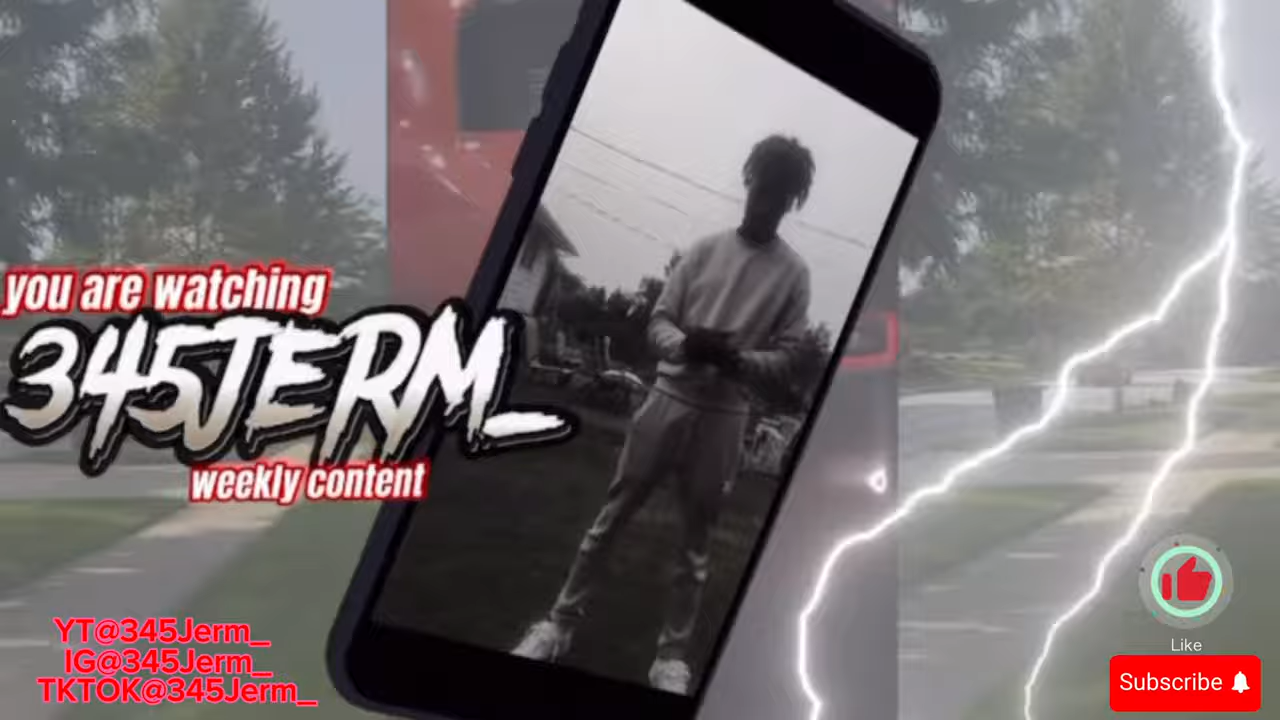 you are watching
345JERM_
weekly content
YT@345Jerm_
IG@345Jerm_
TKTOK@345Jerm_
Like
Subscribe